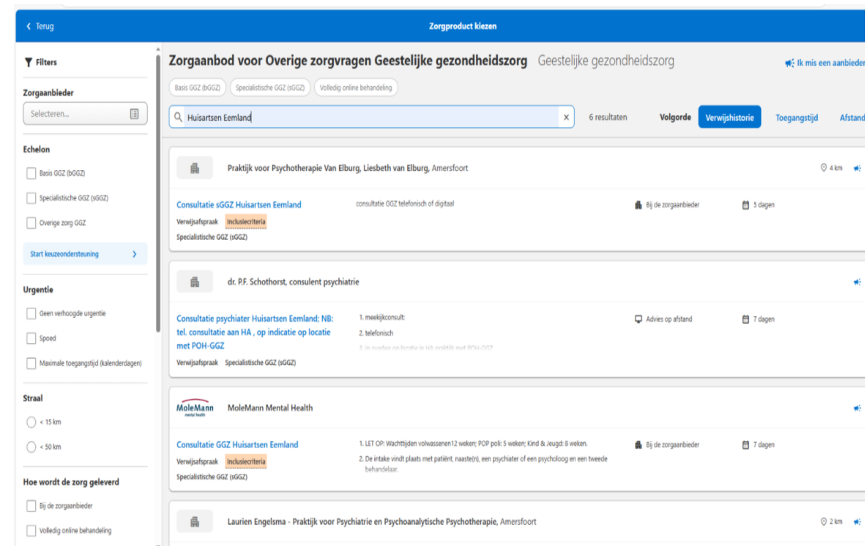 Terug
Zorgproduct kiezen
Filters
Zorgaanbieder
Selecteren...
Echelon
Basis GGZ (bGGZ)
Specialistische GGZ (sGGZ)
Overige zorg GGZ
Start keuzeondersteuning
Urgentie
Geen verhoogde urgentie
Spoed
Maximale toegangstijd (kalenderdagen)
Straal
< 15 km
< 50 km
Hoe wordt de zorg geleverd
Bij de zorgaanbieder
Volledig online behandeling
Zorgaanbod voor Overige zorgvragen Geestelijke gezondheidszorg Geestelijke gezondheidszorg
Ik mis een aanbieder
Basis GGZ (bGGZ) Specialistische GGZ (sGGZ) Volledig online behandeling
Huisartsen Eemland x 6 resultaten Volgorde Verwijshistorie Toegangstijd Afstand
Praktijk voor Psychotherapie Van Elburg, Liesbeth van Elburg, Amersfoort 4 km
Consultatie sGGZ Huisartsen Eemland consultatie GGZ telefonisch of digitaal Bij de zorgaanbieder 5 dagen
Verwijsafspraak Inclusiecriteria
Specialistische GGZ (sGGZ)
dr. P.F. Schothorst, consulent psychiatrie
Consultatie psychiater Huisartsen Eemland; NB: 1. meekijkconsult: Advies op afstand 7 dagen
tel. consultatie aan HA , op indicatie op locatie 2. telefonisch
met POH-GGZ
Verwijsafspraak Specialistische GGZ (sGGZ)
MoleMann
mental health
MoleMann Mental Health
Consultatie GGZ Huisartsen Eemland 1. LET OP: Wachttijden volwassenen12 weken; POP poli: 5 weken; Kind & Jeugd: 8 weken. Bij de zorgaanbieder 7 dagen
Verwijsafspraak Inclusiecriteria 2. De intake vindt plaats met patiënt, naaste(n), een psychiater of een psycholoog en een tweede
behandelaar.
Specialistische GGZ (sGGZ)
Laurien Engelsma - Praktijk voor Psychiatrie en Psychoanalytische Psychotherapie, Amersfoort 2 km